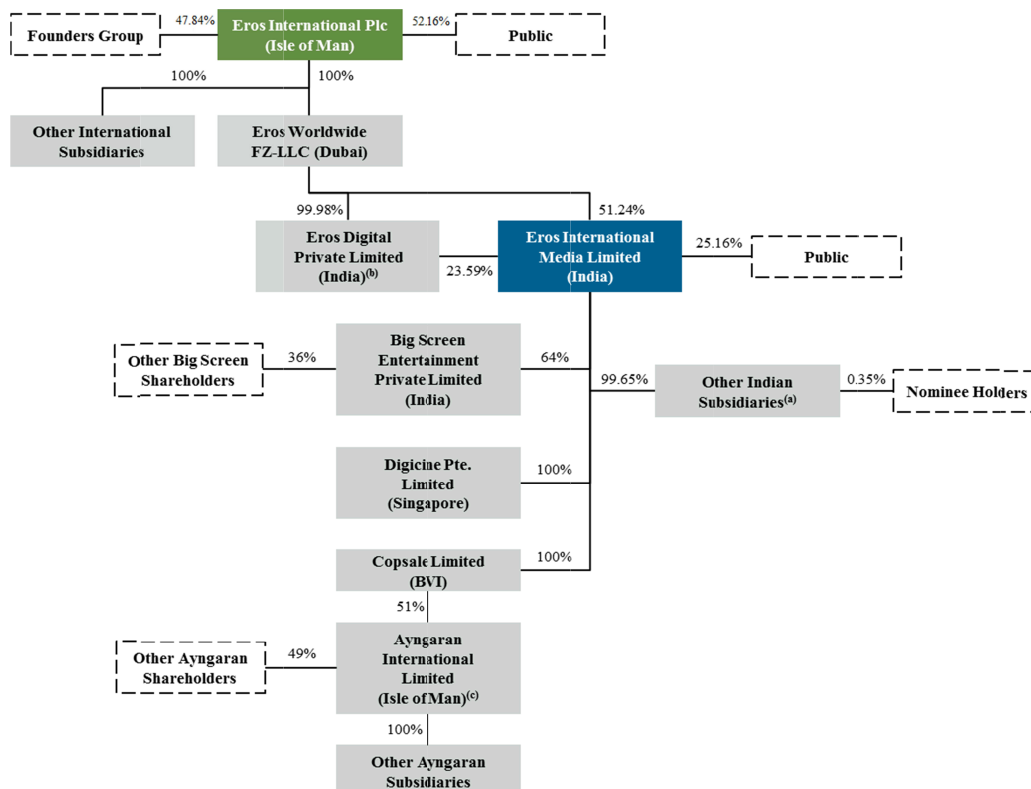 47.84%
Eros International Plc
(Isle of Man)
52.16%
Founders Group
Public
100%
100%
Other International
Subsidiaries
Eros Worldwide
FZ-LLC (Dubai)
99.98%
51.24%
Eros Digital
Private Limited
(India)(b)
23.59%
Eros International
Media Limited
(India)
25.16%
Public
Other Big Screen
Shareholders
36%
Big Screen
Entertainment
Private Limited
(India)
64%
99.65%
Other Indian
Subsidiaries(a)
0.35%
Nominee Holders
Digicine Pte.
Limited
(Singapore)
100%
Copsale Limited
(BVI)
100%
51%
Other Ayngaran
Shareholders
49%
Ayngaran
International
Limited
(Isle of Man)(c)
100%
Other Ayngaran
Subsidiaries